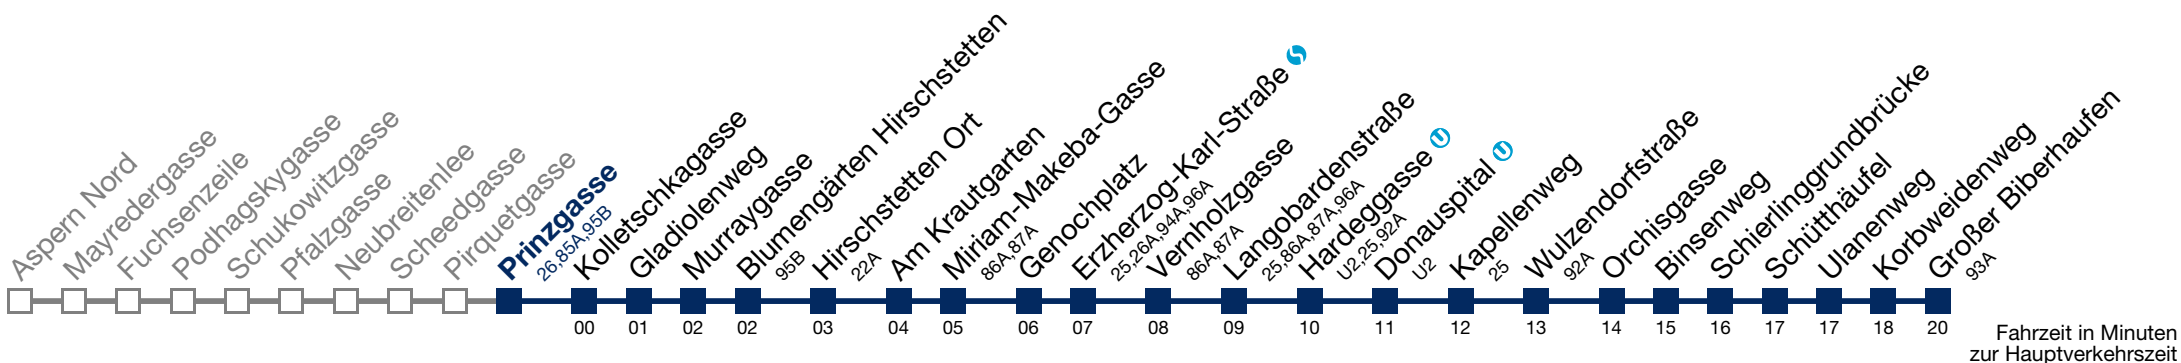 Aspern Nord
Mayredergasse
Fuchsenzeile
Podhagskygasse
Schukowitzgasse
Pfalzgasse
Neubreitenlee
Scheedgasse
Pirquetgasse
Prinzgasse
26,85A,95B
Kolletschkagasse
Gladiolenweg
Murraygasse
Blumengärten Hirschstetten
95B
Hirschstetten Ort
22A
Am Krautgarten
Miriam-Makeba-Gasse
86A,87A
Genochplatz
Erzherzog-Karl-Straße
25,26A,94A,96A
Vernholzgasse
86A,87A
Langobardenstraße
25,86A,87A,96A
Hardeggasse U
U2,25,92A
Donauspital U
U2
Kapellenweg
25
Wulzendorfstraße
92A
Orchisgasse
Binsenweg
Schierlinggrundbrücke
Schütthäufel
Ulanenweg
Korbweidenweg
Großer Biberhaufen
93A
00 01 02 02 03 04 05 06 07 08 09 10 11 12 13 14 15 16 17 17 18 20
Fahrzeit in Minuten
zur Hauptverkehrszeit